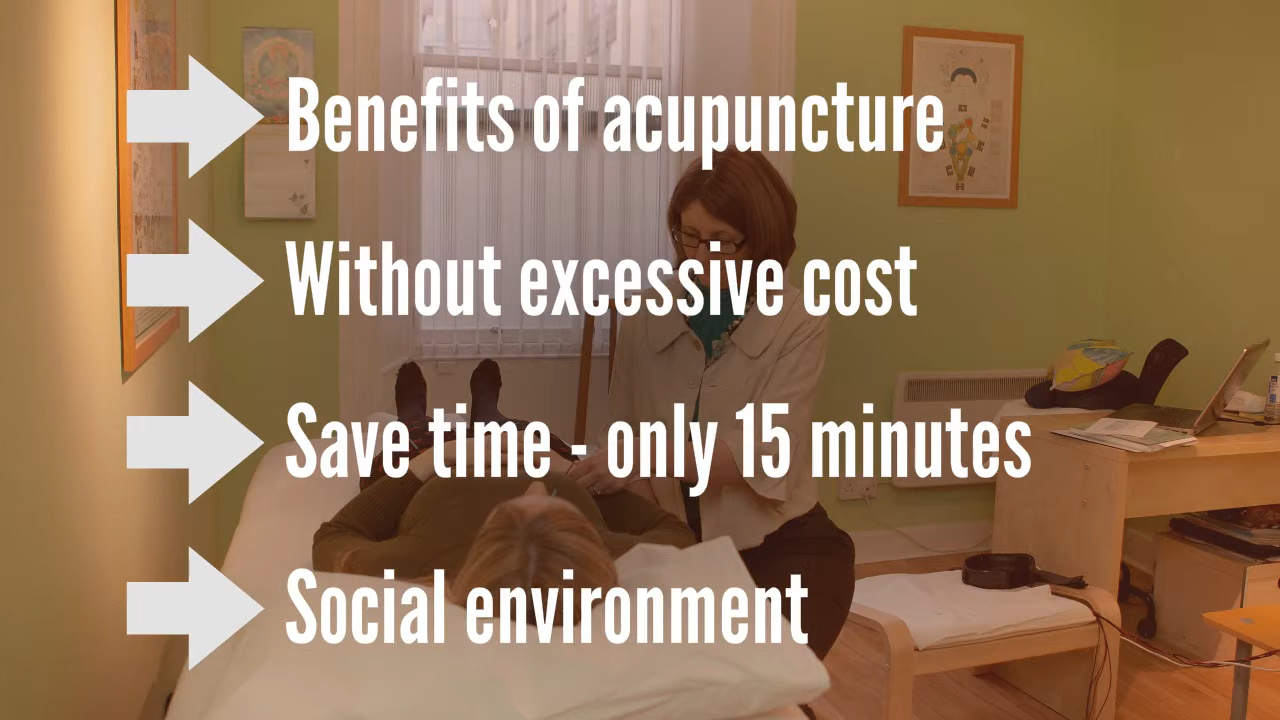 Benefits of acupuncture
Without excessive cost
Save time - only 15 minutes
Social environment